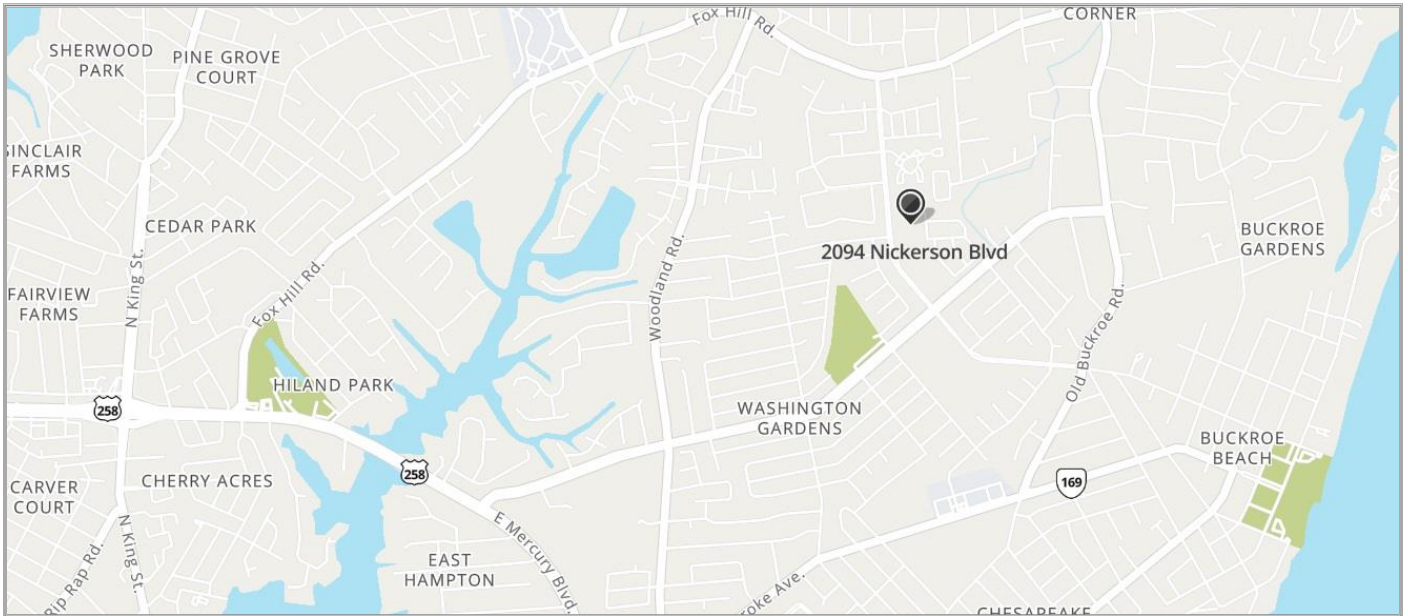 Fox Hill Rd.
CORNER
SHERWOOD
PARK
PINE GROVE
COURT
SINCLAIR
FARMS
CEDAR PARK
2094 Nickerson Blvd
BUCKROE
GARDENS
N King St.
Fox Hill Rd.
Woodland Rd.
FAIRVIEW
FARMS
Old Buckroe Rd.
HILAND PARK
258
WASHINGTON
GARDENS
BUCKROE
BEACH
258
169
CHERRY ACRES
CARVER
COURT
N King St.
E Mercury Blvd.
EAST
HAMPTON
Rip Rap Rd.
roke Ave.
CHESAPEAKE